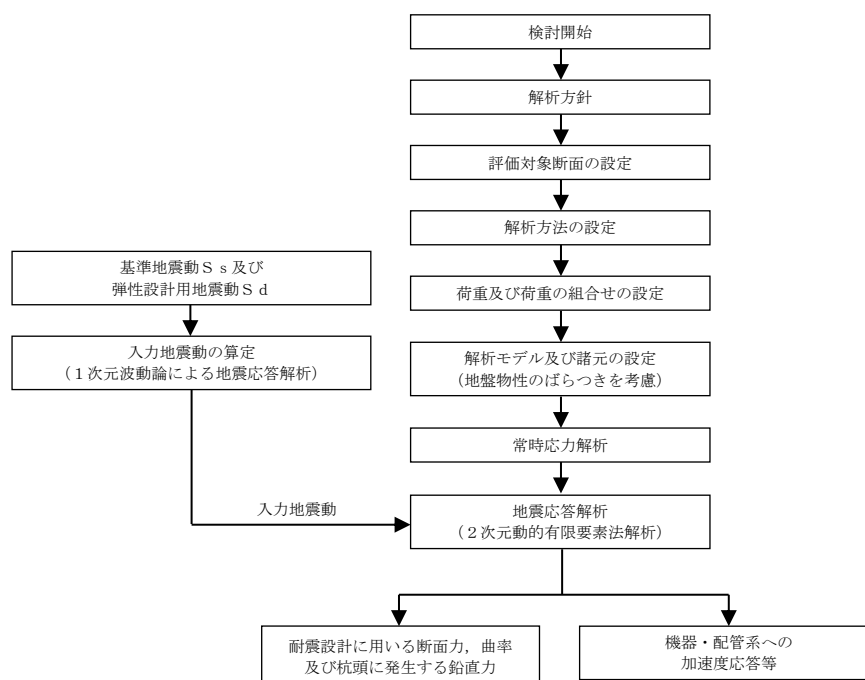 検討開始
解析方針
評価対象断面の設定
解析方法の設定
基準地震動Ｓｓ及び
弾性設計用地震動Ｓｄ
荷重及び荷重の組合せの設定
入力地震動の算定
（１次元波動論による地震応答解析）
解析モデル及び諸元の設定
（地盤物性のばらつきを考慮）
常時応力解析
入力地震動
地震応答解析
（２次元動的有限要素法解析）
耐震設計に用いる断面力，曲率
及び杭頭に発生する鉛直力
機器・配管系への
加速度応答等